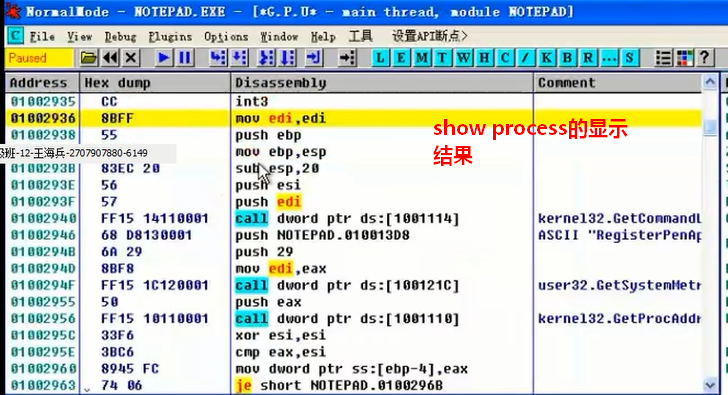 NormalMode - NOTEPAD.EXE - [*G.P.U* - main thread, module NOTEPAD]
C File View Debug Plugins Options Window Help 工具 设置API断点>
Paused L E M T W H C / K B R ... S
Address Hex dump Disassembly Comment
01002935 CC int3
01002936 8BFF mov edi,edi
01002938 55 push ebp
级班-12-王海兵-2707907880-6149 mov ebp,esp
0100293B 83EC 20 sub esp,20
0100293E 56 push esi
0100293F 57 push edi
01002940 FF15 14110001 call dword ptr ds:[1001114] kernel32.GetCommandL
01002946 68 D8130001 push NOTEPAD.010013D8 ASCII "RegisterPenAp
0100294B 6A 29 push 29
0100294D 8BF8 mov edi,eax
0100294F FF15 1C120001 call dword ptr ds:[100121C] user32.GetSystemMetr
01002955 50 push eax
01002956 FF15 10110001 call dword ptr ds:[1001110] kernel32.GetProcAddr
0100295C 33F6 xor esi,esi
0100295E 3BC6 cmp eax,esi
01002960 8945 FC mov dword ptr ss:[ebp-4],eax
01002963 74 06 je short NOTEPAD.0100296B
show process的显示
结果